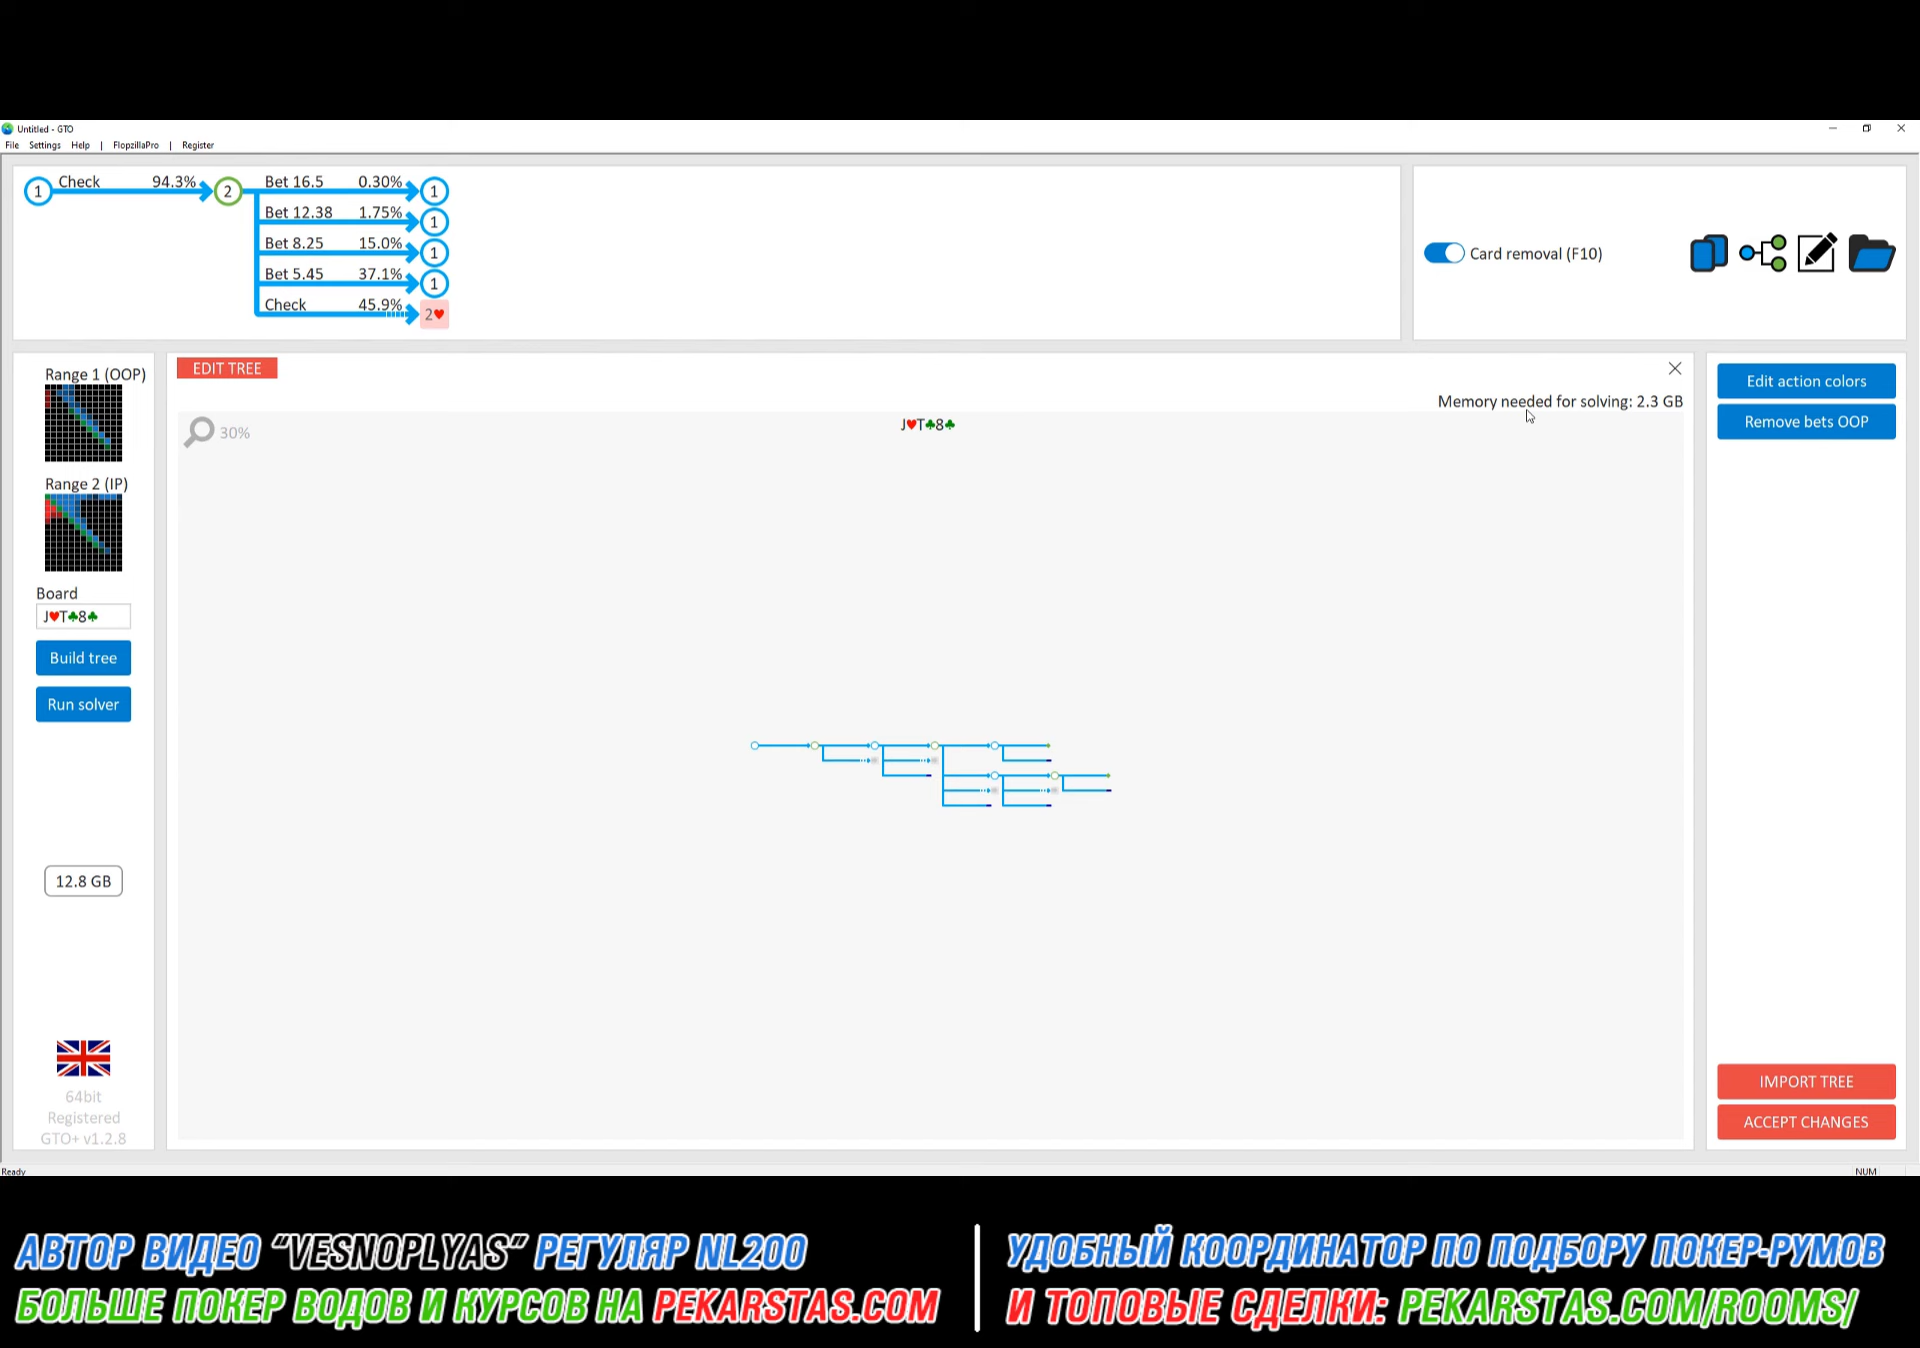 Untitled - GTO
File Settings Help | FlopzillaPro | Register
1 Check 94.3% 2 Bet 16.5 0.30% 1
Bet 12.38 1.75% 1
Bet 8.25 15.0% 1
Bet 5.45 37.1% 1
Check 45.9% 2♥
Card removal (F10)
Range 1 (OOP)
Range 2 (IP)
Board
J♥T♣8♣
Build tree
Run solver
12.8 GB
64bit
Registered
GTO+ v1.2.8
EDIT TREE
Memory needed for solving: 2.3 GB
30%
J♥T♣8♣
Edit action colors
Remove bets OOP
IMPORT TREE
ACCEPT CHANGES
Ready
NUM
АВТОР ВИДЕО “VESNOPLYAS” РЕГУЛЯР NL200
БОЛЬШЕ ПОКЕР ВОДОВ И КУРСОВ НА PEKARSTAS.COM
УДОБНЫЙ КООРДИНАТОР ПО ПОДБОРУ ПОКЕР-РУМОВ
И ТОПОВЫЕ СДЕЛКИ: PEKARSTAS.COM/ROOMS/